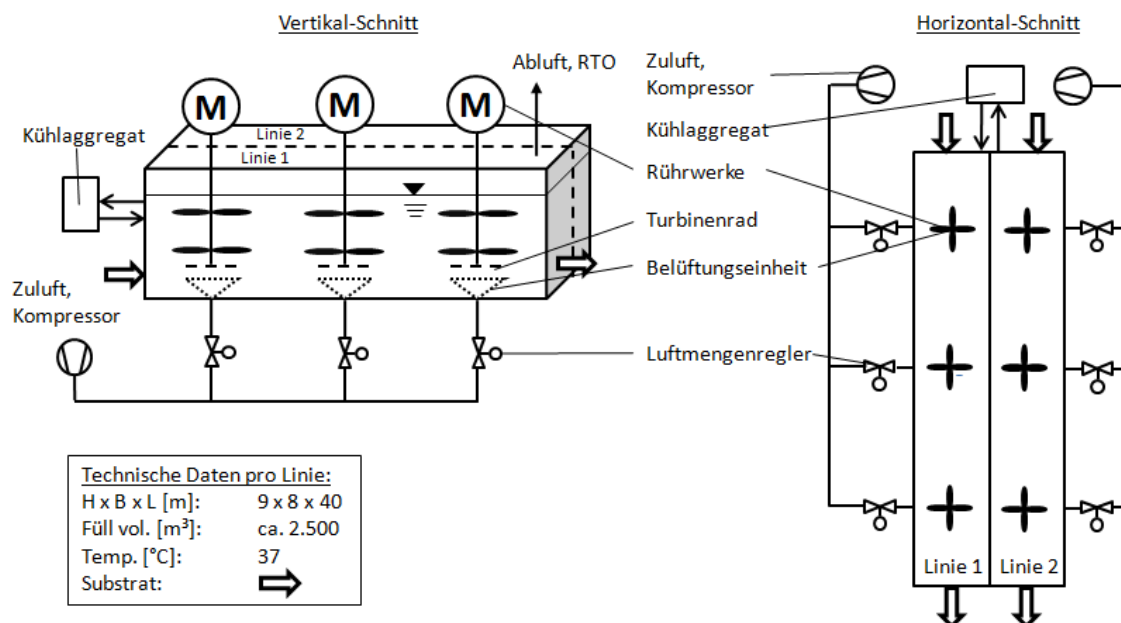 Vertikal-Schnitt
Horizontal-Schnitt
Abluft, RTO
Zuluft,
Kompressor
M
M
M
Linie 2
Linie 1
Kühlaggregat
Kühlaggregat
Rührwerke
Turbinenrad
Belüftungseinheit
Zuluft,
Kompressor
Luftmengenregler
Technische Daten pro Linie:
H x B x L [m]: 9 x 8 x 40
Füll vol. [m³]: ca. 2.500
Temp. [°C]: 37
Substrat:
Linie 1
Linie 2